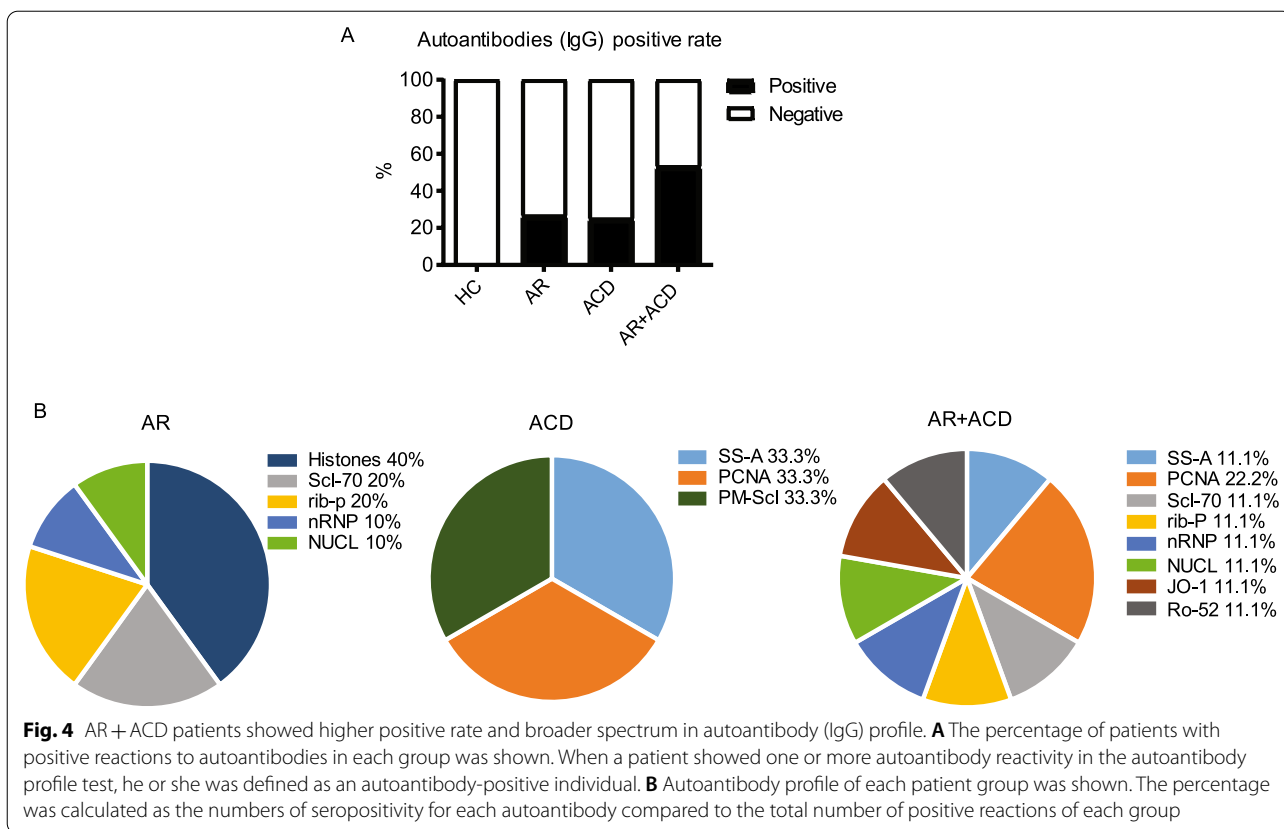 A
Autoantibodies (IgG) positive rate
100
80
60
40
20
0
%
Positive
Negative
HC
AR
ACD
AR+ACD
B
AR
Histones 40%
Scl-70 20%
rib-p 20%
nRNP 10%
NUCL 10%
ACD
SS-A 33.3%
PCNA 33.3%
PM-Scl 33.3%
AR+ACD
SS-A 11.1%
PCNA 22.2%
Scl-70 11.1%
rib-P 11.1%
nRNP 11.1%
NUCL 11.1%
JO-1 11.1%
Ro-52 11.1%
Fig. 4 AR + ACD patients showed higher positive rate and broader spectrum in autoantibody (IgG) profile. A The percentage of patients with
positive reactions to autoantibodies in each group was shown. When a patient showed one or more autoantibody reactivity in the autoantibody
profile test, he or she was defined as an autoantibody-positive individual. B Autoantibody profile of each patient group was shown. The percentage
was calculated as the numbers of seropositivity for each autoantibody compared to the total number of positive reactions of each group